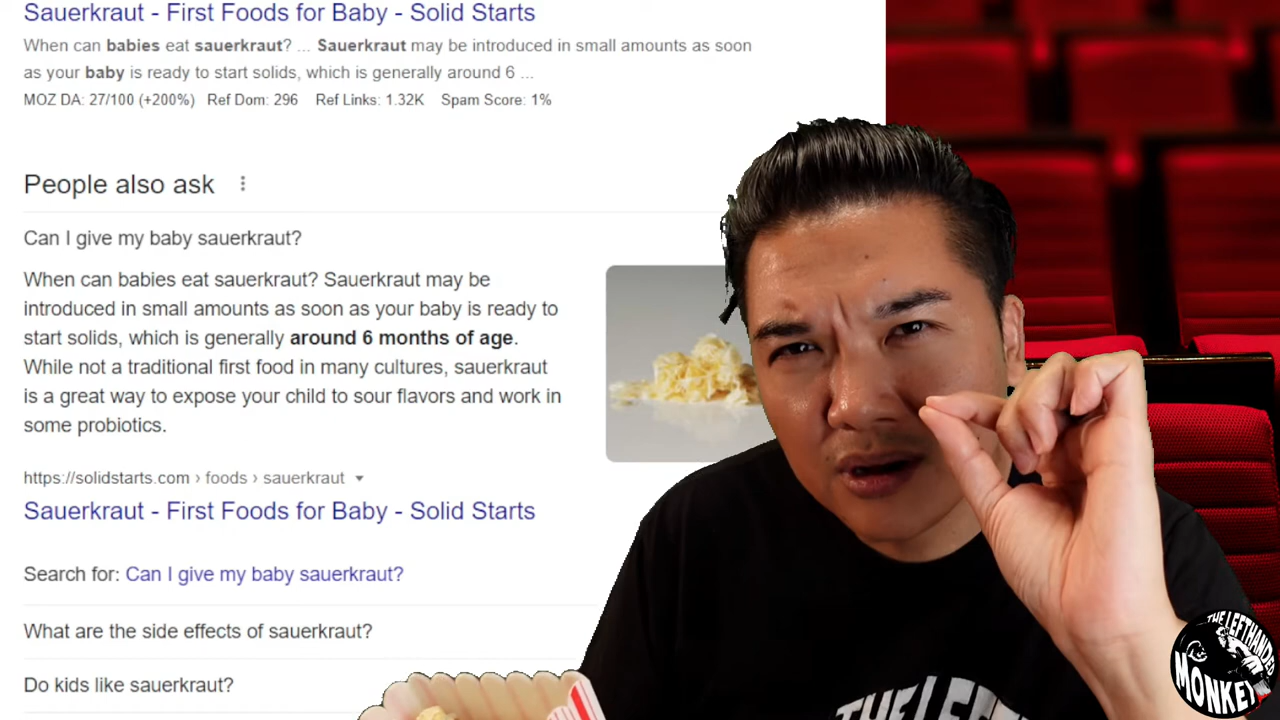 Sauerkraut - First Foods for Baby - Solid Starts
When can babies eat sauerkraut? ... Sauerkraut may be introduced in small amounts as soon
as your baby is ready to start solids, which is generally around 6 ...
MOZ DA: 27/100 (+200%) Ref Dom: 296 Ref Links: 1.32K Spam Score: 1%
People also ask
Can I give my baby sauerkraut?
When can babies eat sauerkraut? Sauerkraut may be
introduced in small amounts as soon as your baby is ready to
start solids, which is generally around 6 months of age.
While not a traditional first food in many cultures, sauerkraut
is a great way to expose your child to sour flavors and work in
some probiotics.
https://solidstarts.com › foods › sauerkraut
Sauerkraut - First Foods for Baby - Solid Starts
Search for: Can I give my baby sauerkraut?
What are the side effects of sauerkraut?
Do kids like sauerkraut?
THE LEFTHANDED
MONKEY
THE LEF